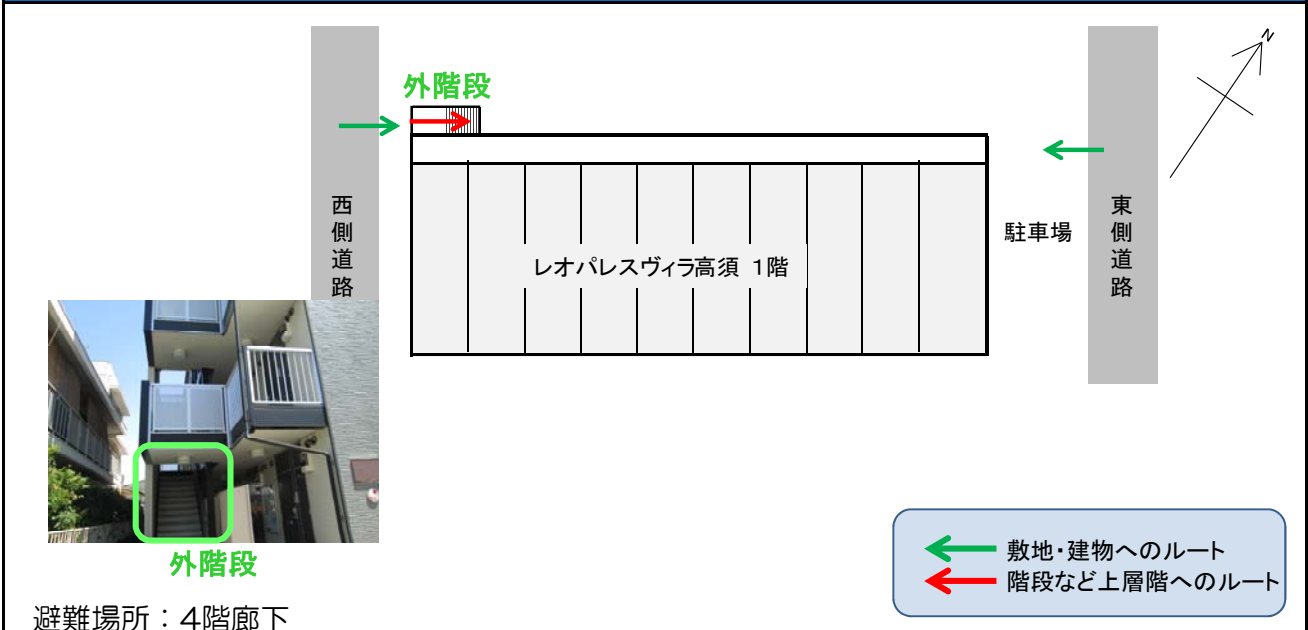 N
外階段
西側道路
レオパレスヴィラ高須 1階
駐車場
東側道路
外階段
敷地・建物へのルート
階段など上層階へのルート
避難場所：4階廊下